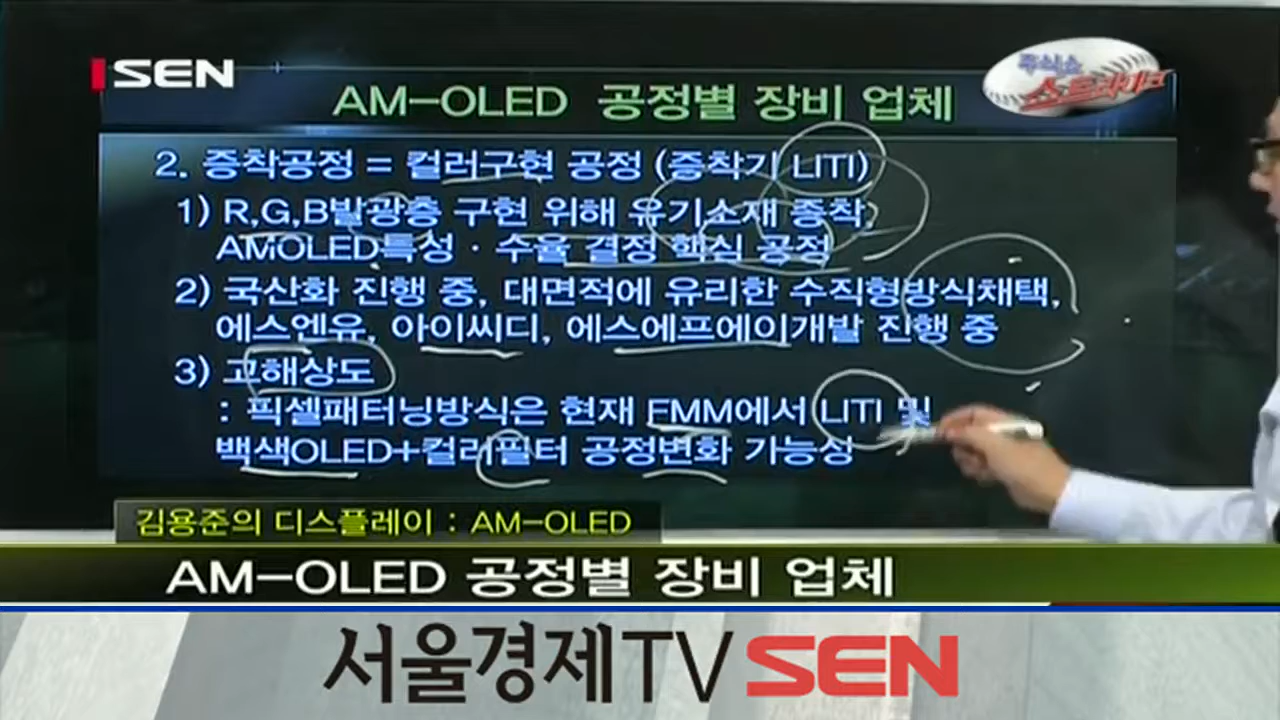 SEN
주식쇼 스트라이크
AM-OLED 공정별 장비 업체
2. 증착공정 = 컬러구현 공정 (증착기 LITI)
1) R,G,B발광층 구현 위해 유기소재 증착,
AMOLED특성 · 수율 결정 핵심 공정
2) 국산화 진행 중, 대면적에 유리한 수직형방식채택,
에스엔유, 아이씨디, 에스에프에이개발 진행 중
3) 고해상도
: 픽셀패터닝방식은 현재 FMM에서 LITI 및
백색OLED+컬러필터 공정변화 가능성
김용준의 디스플레이 : AM-OLED
AM-OLED 공정별 장비 업체
서울경제TV SEN